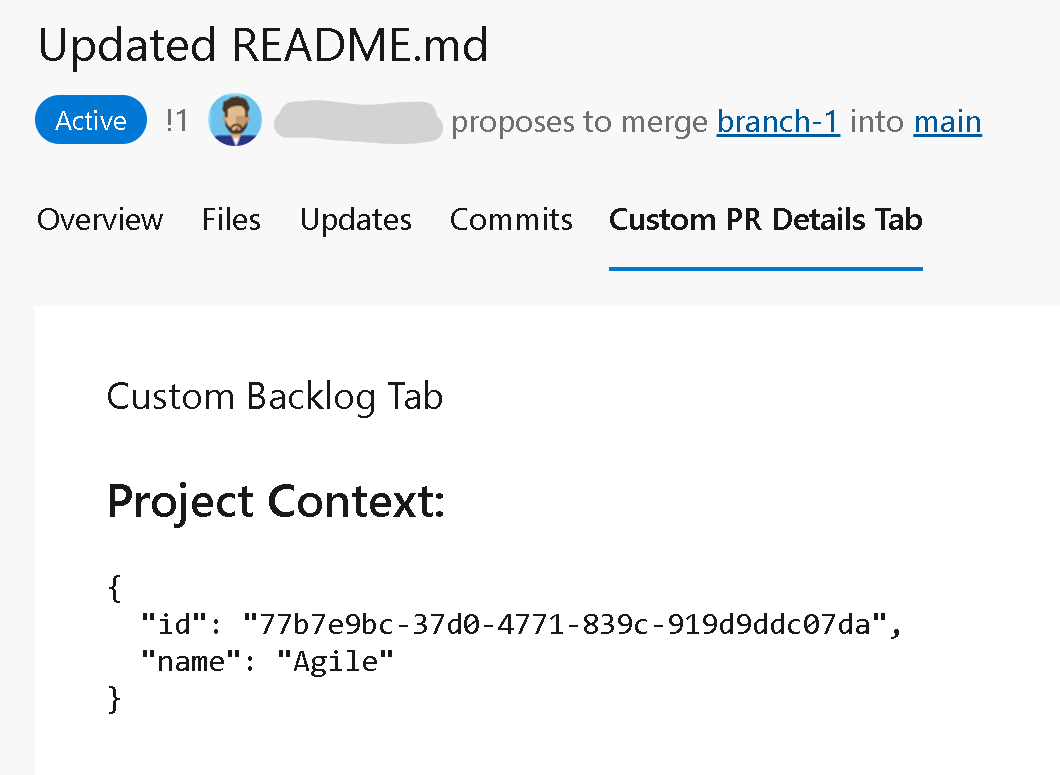 Updated README.md
Active !1 proposes to merge branch-1 into main
Overview Files Updates Commits Custom PR Details Tab
Custom Backlog Tab
Project Context:
{
  "id": "77b7e9bc-37d0-4771-839c-919d9ddc07da",
  "name": "Agile"
}